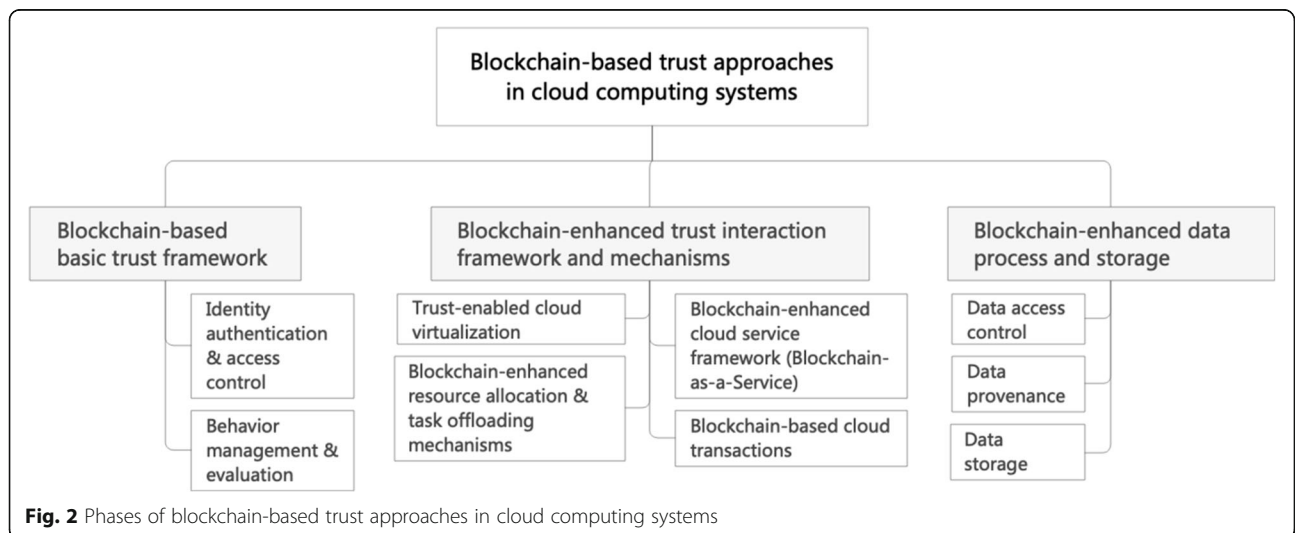 Blockchain-based trust approaches
in cloud computing systems
Blockchain-based
basic trust framework
Identity
authentication
& access
control
Behavior
management &
evaluation
Blockchain-enhanced trust interaction
framework and mechanisms
Trust-enabled cloud
virtualization
Blockchain-enhanced
resource allocation &
task offloading
mechanisms
Blockchain-enhanced
cloud service
framework (Blockchain-
as-a-Service)
Blockchain-based cloud
transactions
Blockchain-enhanced data
process and storage
Data access
control
Data
provenance
Data
storage
Fig. 2 Phases of blockchain-based trust approaches in cloud computing systems